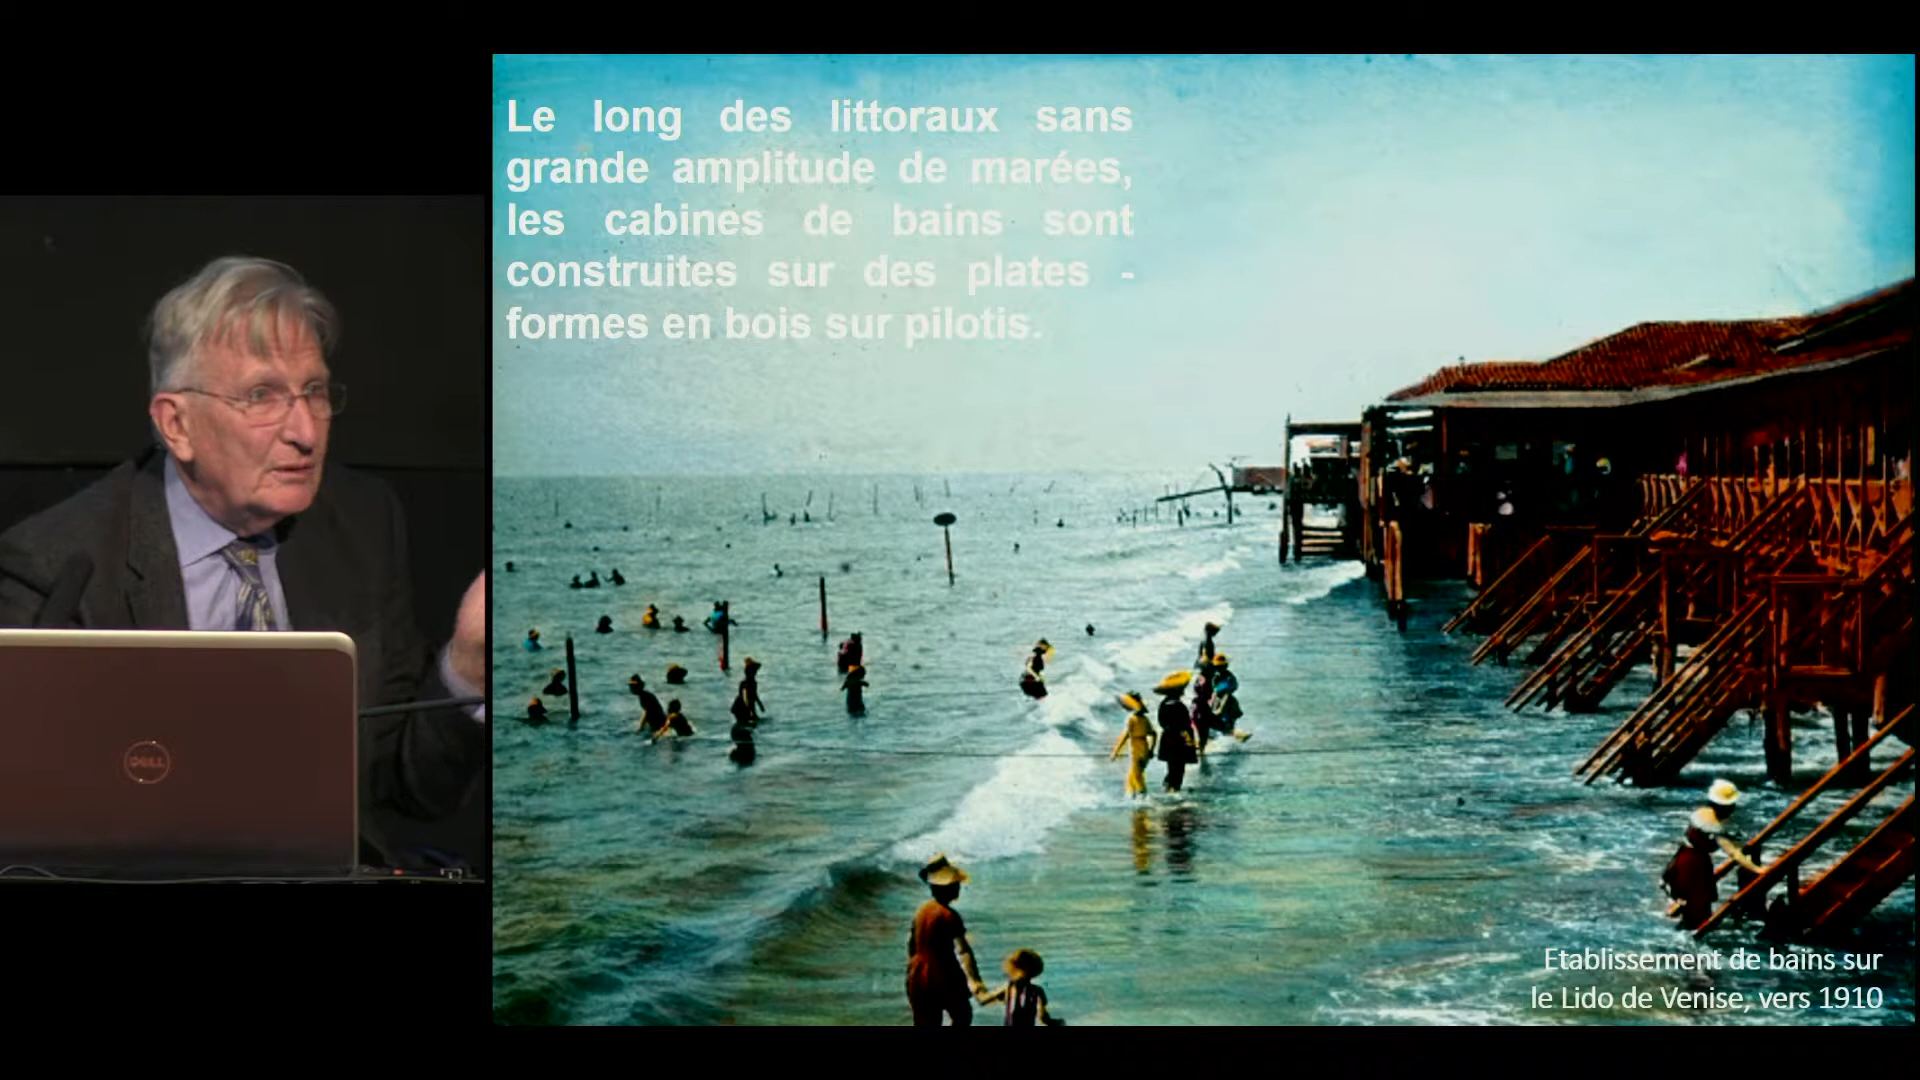 Le long des littoraux sans
grande amplitude de marées,
les cabines de bains sont
construites sur des plates -
formes en bois sur pilotis.
DELL
Etablissement de bains sur
le Lido de Venise, vers 1910